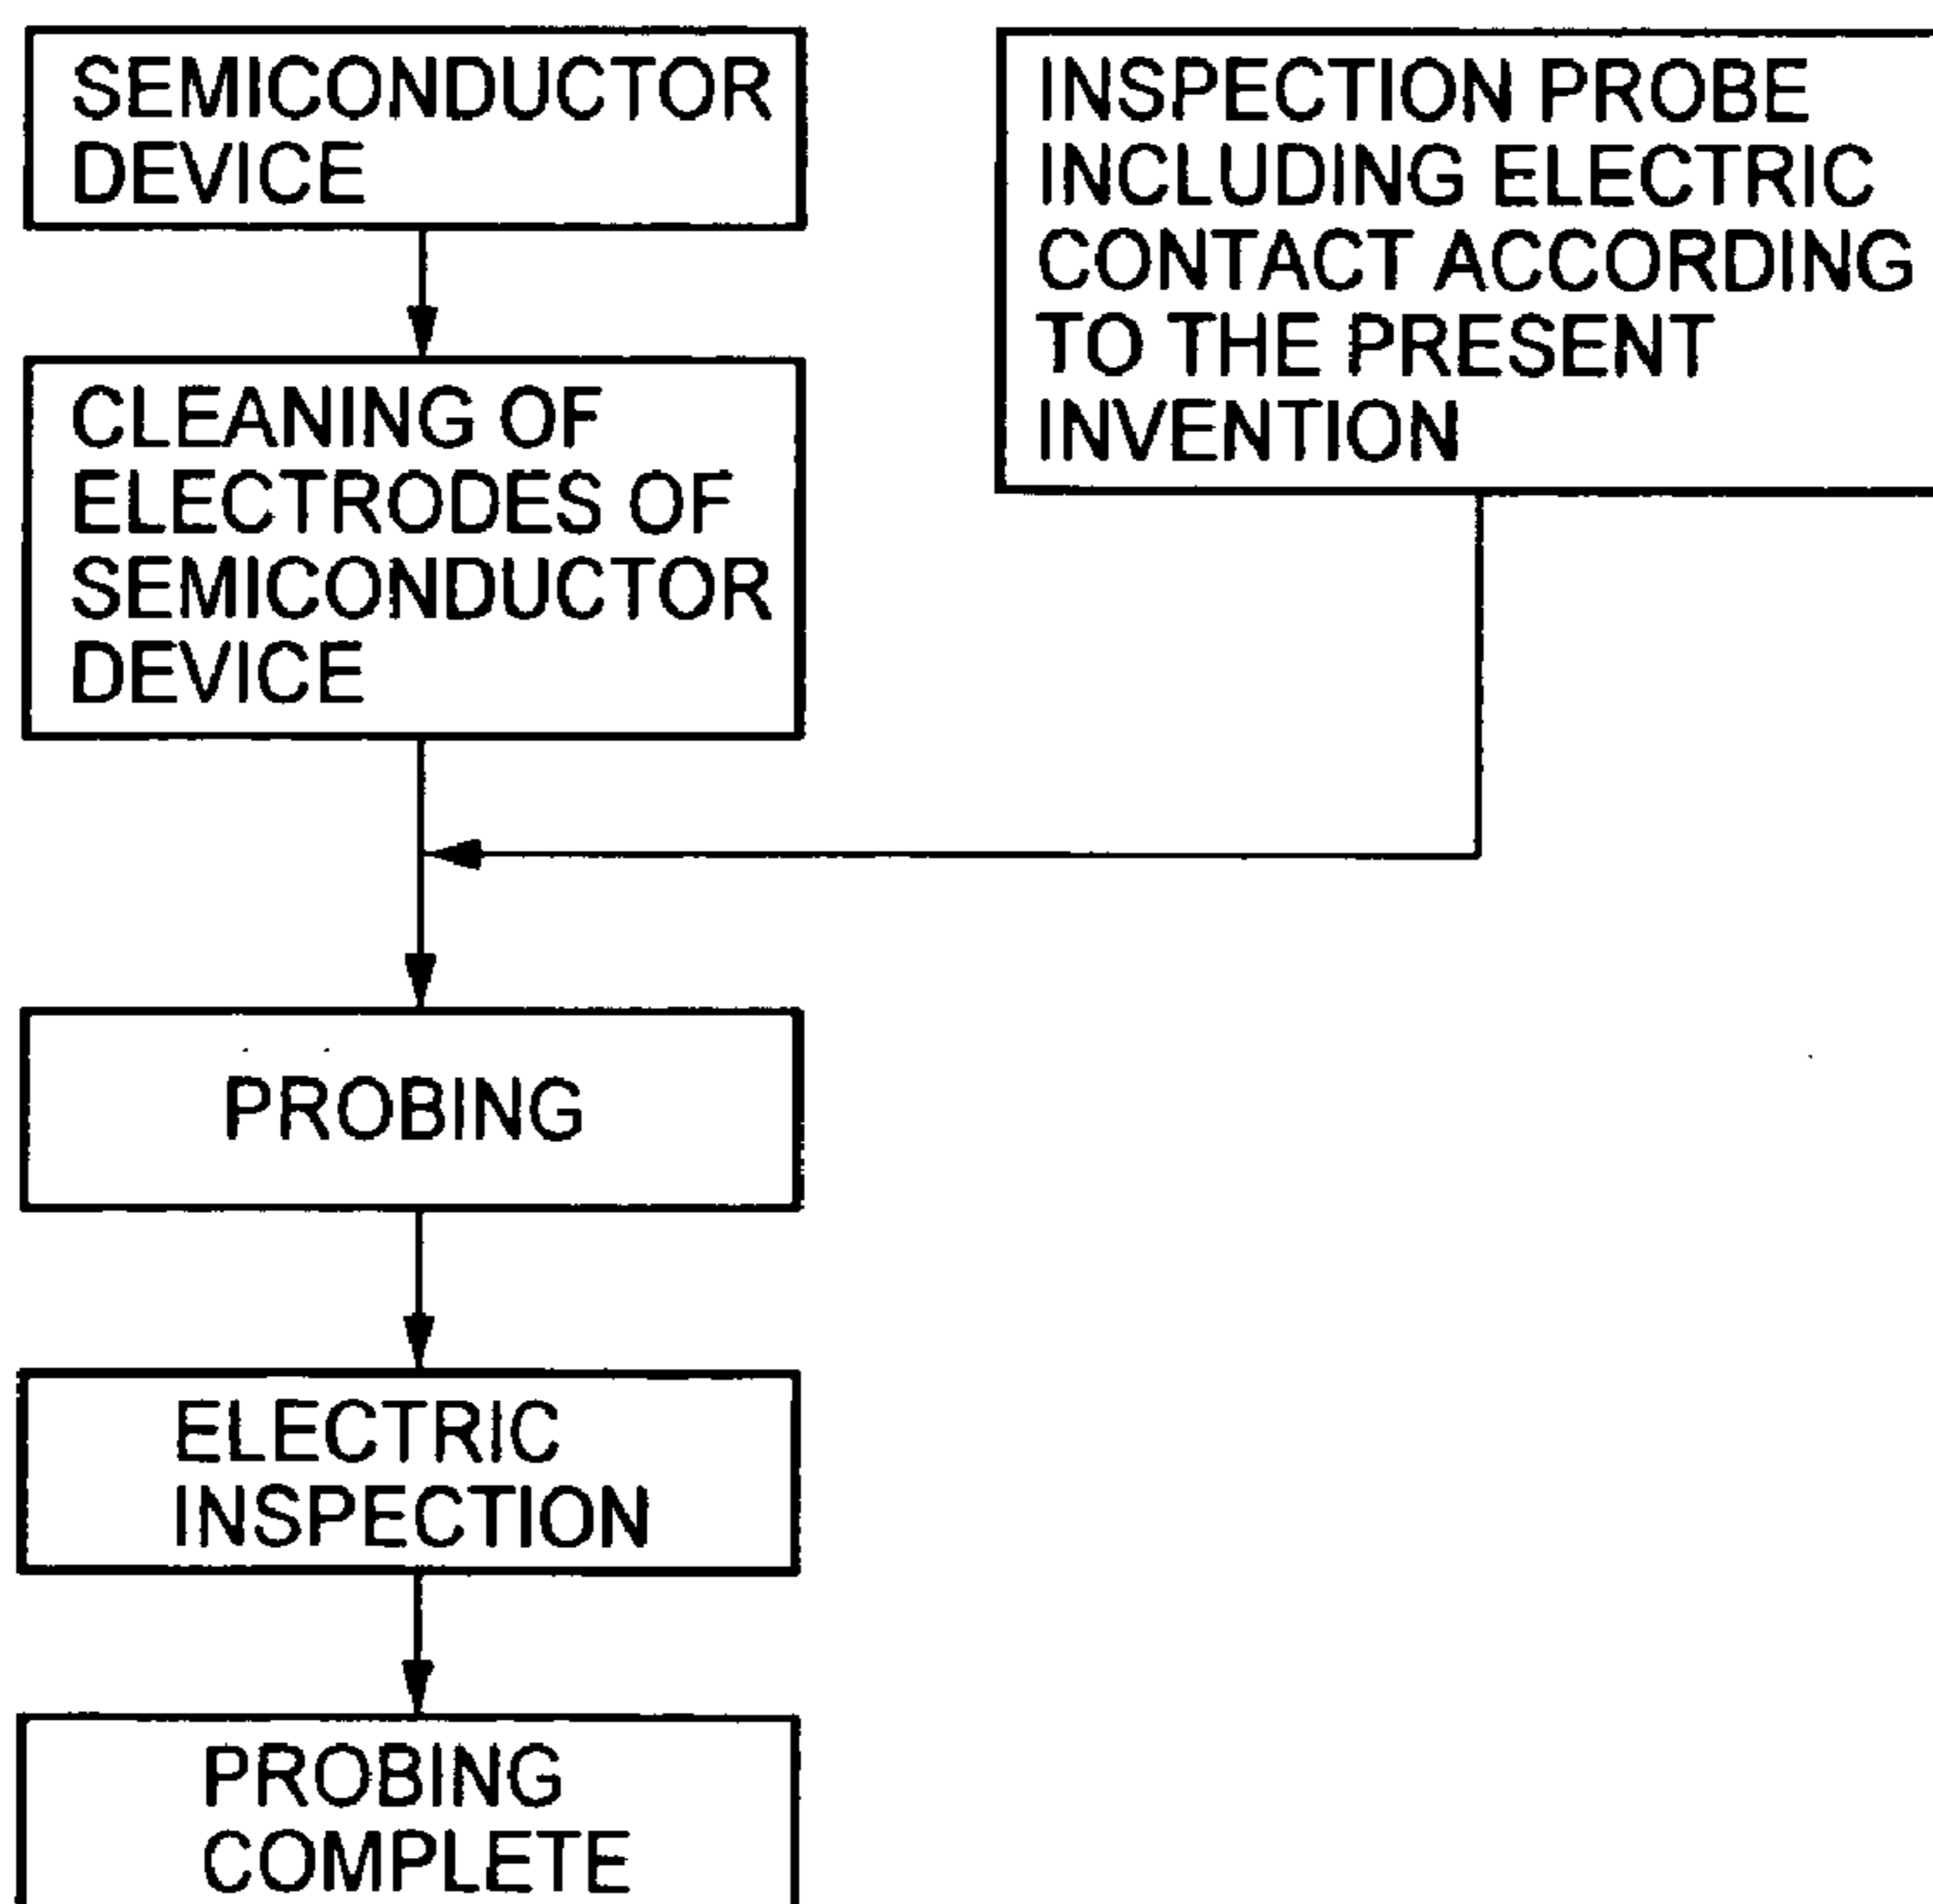 SEMICONDUCTOR
DEVICE
INSPECTION PROBE
INCLUDING ELECTRIC
CONTACT ACCORDING
TO THE PRESENT
INVENTION
CLEANING OF
ELECTRODES OF
SEMICONDUCTOR
DEVICE
PROBING
ELECTRIC
INSPECTION
PROBING
COMPLETE